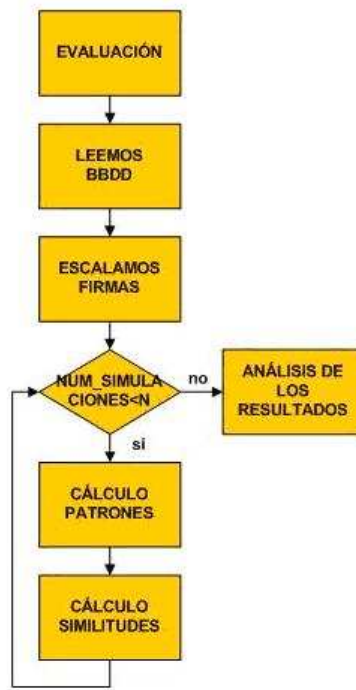 EVALUACIÓN
LEEMOS
BBDD
ESCALAMOS
FIRMAS
NUM_SIMULA
CIONES<N
no
ANÁLISIS DE
LOS
RESULTADOS
si
CÁLCULO
PATRONES
CÁLCULO
SIMILITUDES